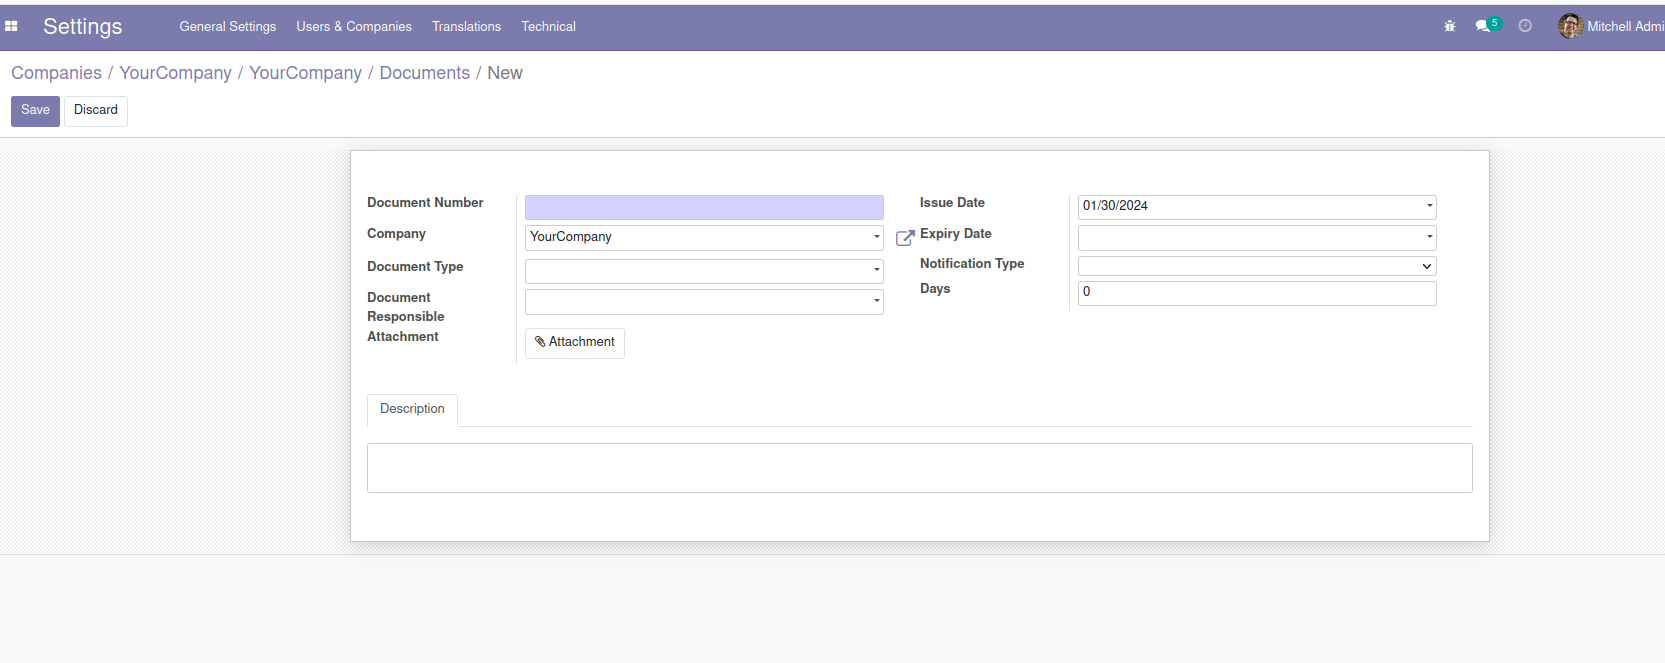 Settings General Settings Users & Companies Translations Technical 5 Mitchell Admi
Companies / YourCompany / YourCompany / Documents / New
Save Discard
Document Number
Company YourCompany
Document Type
Document
Responsible
Attachment Attachment
Issue Date 01/30/2024
Expiry Date
Notification Type
Days 0
Description